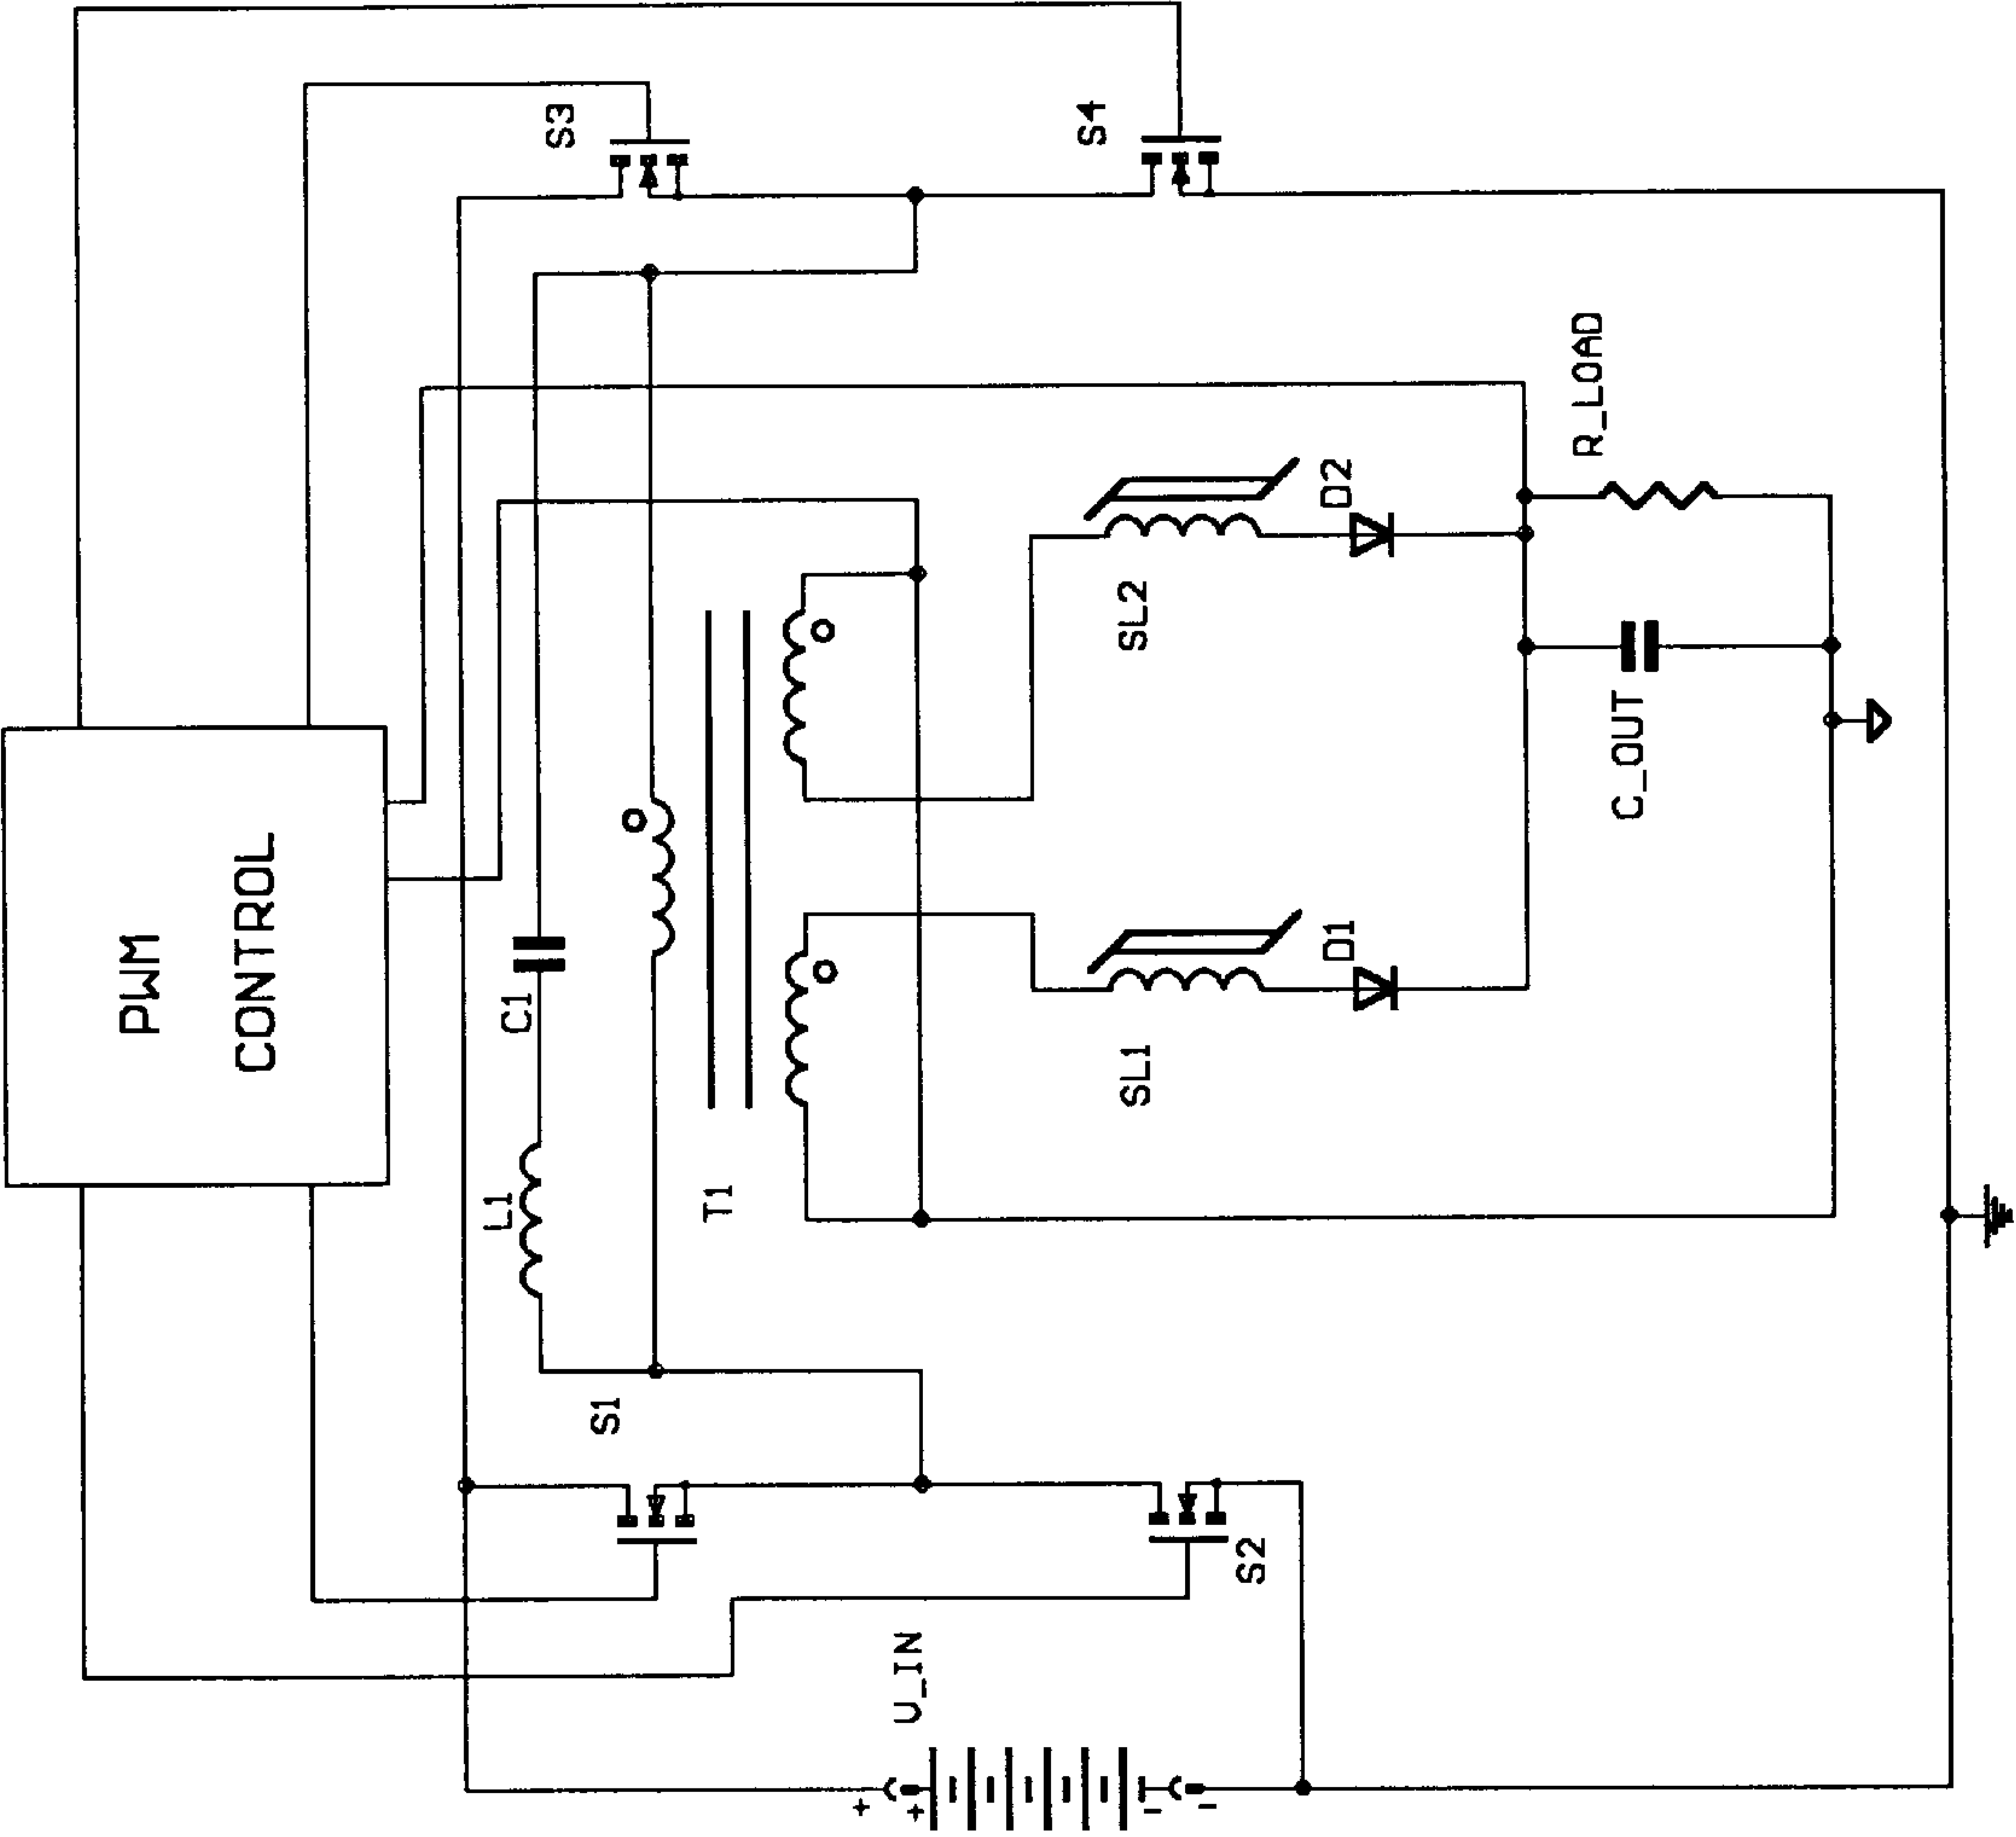 S3
S4
R_LOAD
D2
SL2
C_OUT
PWM
CONTROL
C1
D1
SL1
L1
T1
S1
S2
U_IN
+
+
-
-